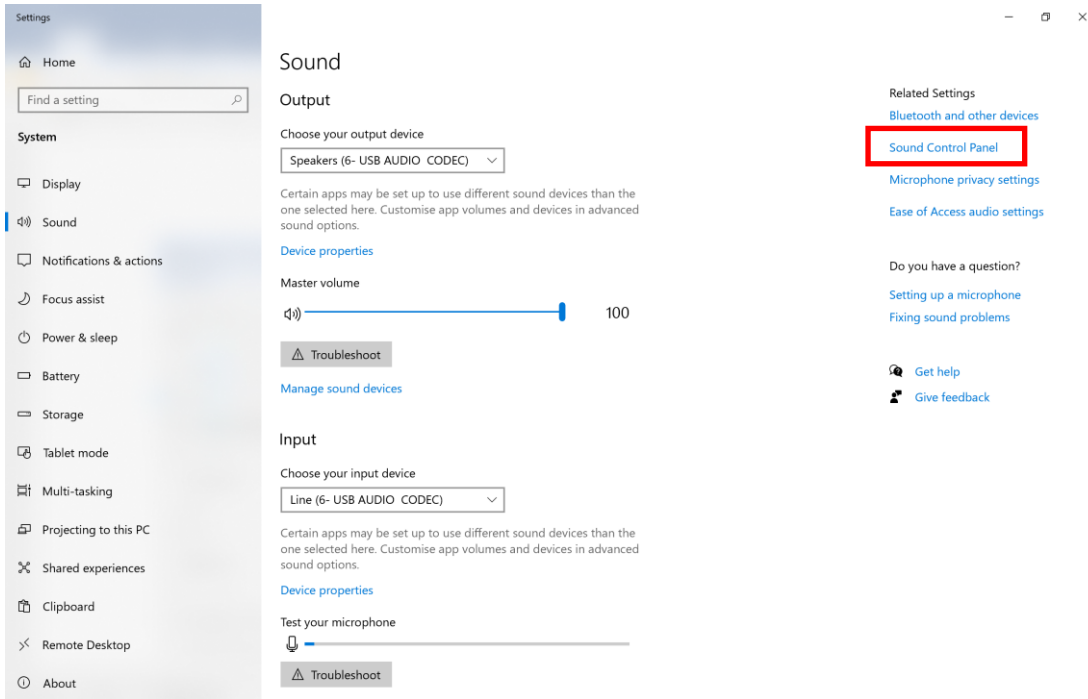 Settings
Home
Find a setting
System
Display
Sound
Notifications & actions
Focus assist
Power & sleep
Battery
Storage
Tablet mode
Multi-tasking
Projecting to this PC
Shared experiences
Clipboard
Remote Desktop
About
Sound
Output
Choose your output device
Speakers (6- USB AUDIO  CODEC)
Certain apps may be set up to use different sound devices than the
one selected here. Customise app volumes and devices in advanced
sound options.
Device properties
Master volume
100
Troubleshoot
Manage sound devices
Input
Choose your input device
Line (6- USB AUDIO  CODEC)
Certain apps may be set up to use different sound devices than the
one selected here. Customise app volumes and devices in advanced
sound options.
Device properties
Test your microphone
Troubleshoot
Related Settings
Bluetooth and other devices
Sound Control Panel
Microphone privacy settings
Ease of Access audio settings
Do you have a question?
Setting up a microphone
Fixing sound problems
Get help
Give feedback